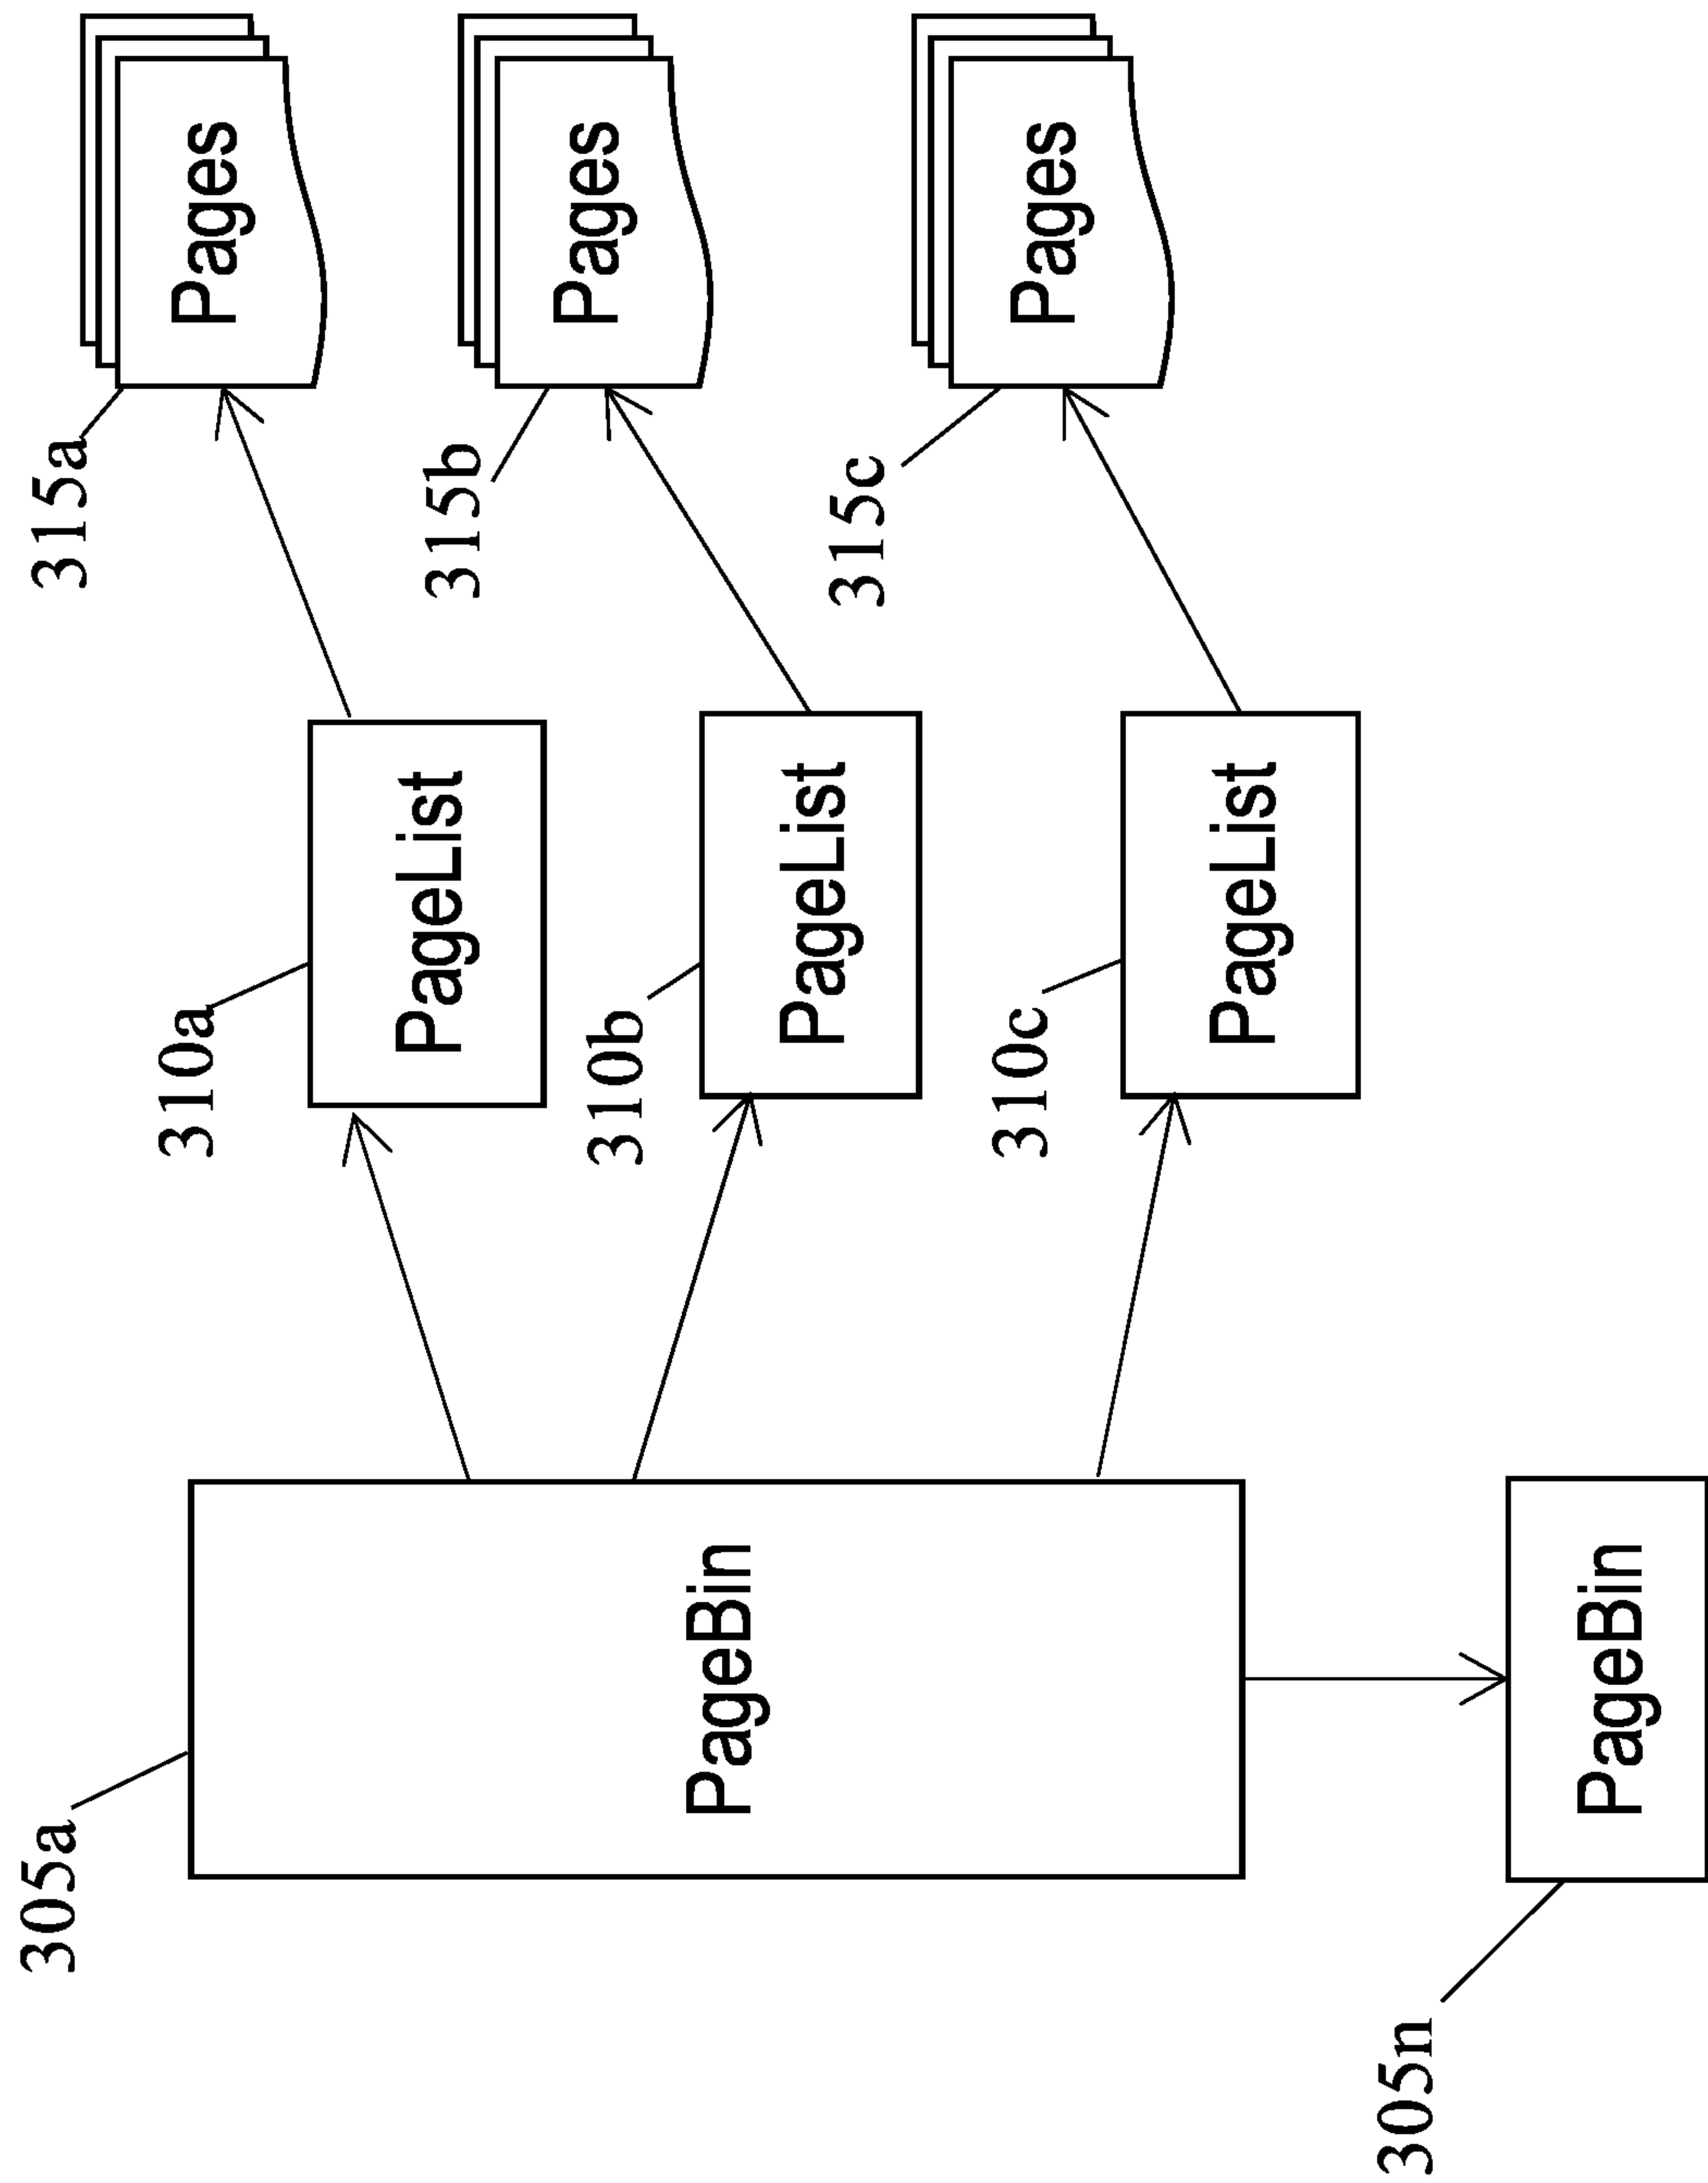 305a
315a
310a
Pages
PageList
315b
Pages
310b
PageBin
PageList
315c
310c
Pages
PageList
305n
PageBin